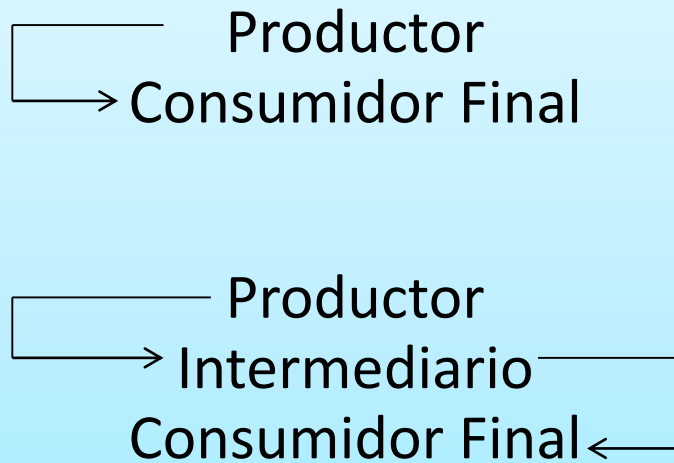 Productor
Consumidor Final
Productor
Intermediario
Consumidor Final